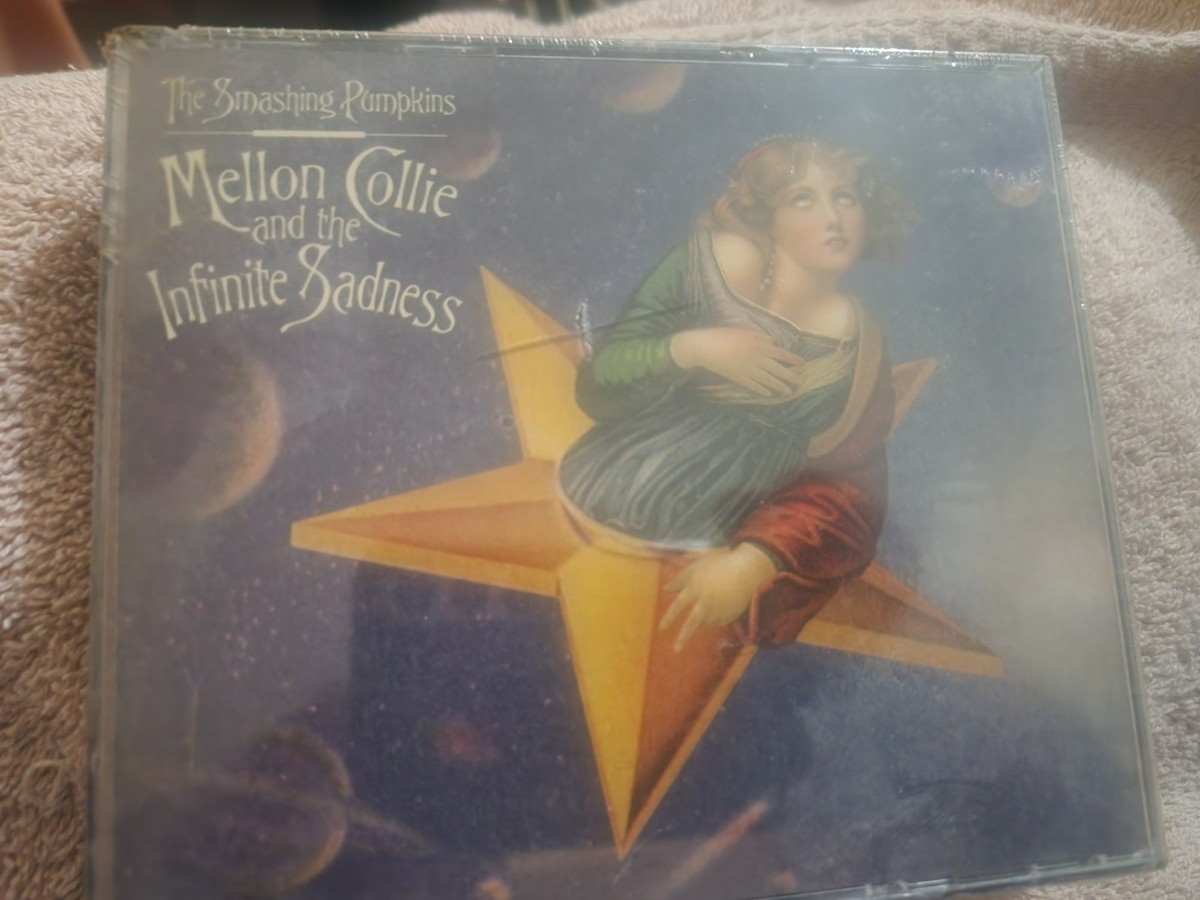 The Smashing Pumpkins
Mellon Collie
and the
Infinite Sadness